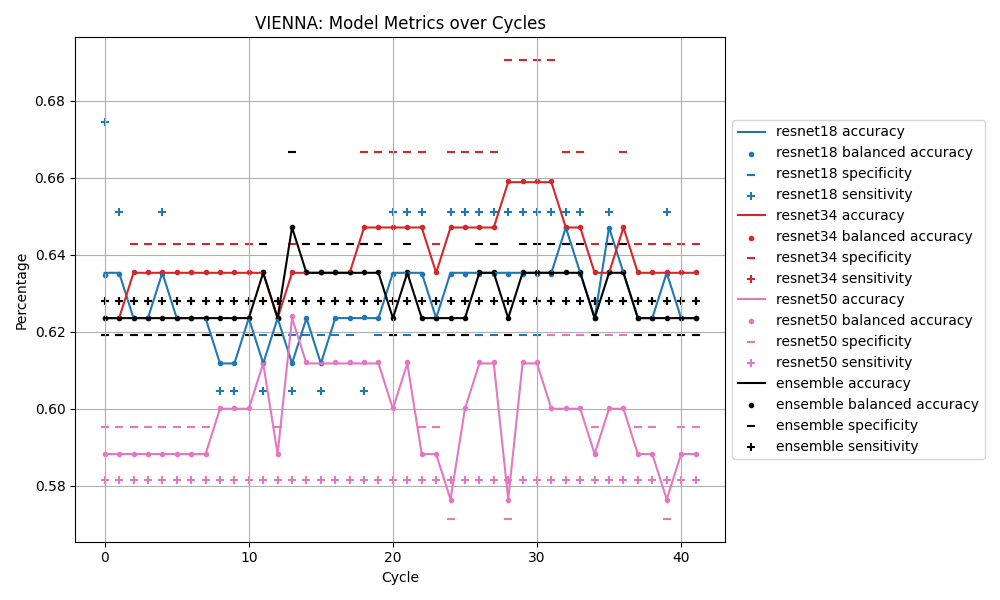 VIENNA: Model Metrics over Cycles
Percentage
0.68
0.66
0.64
0.62
0.60
0.58
0
10
20
30
40
Cycle
resnet18 accuracy
resnet18 balanced accuracy
resnet18 specificity
resnet18 sensitivity
resnet34 accuracy
resnet34 balanced accuracy
resnet34 specificity
resnet34 sensitivity
resnet50 accuracy
resnet50 balanced accuracy
resnet50 specificity
resnet50 sensitivity
ensemble accuracy
ensemble balanced accuracy
ensemble specificity
ensemble sensitivity